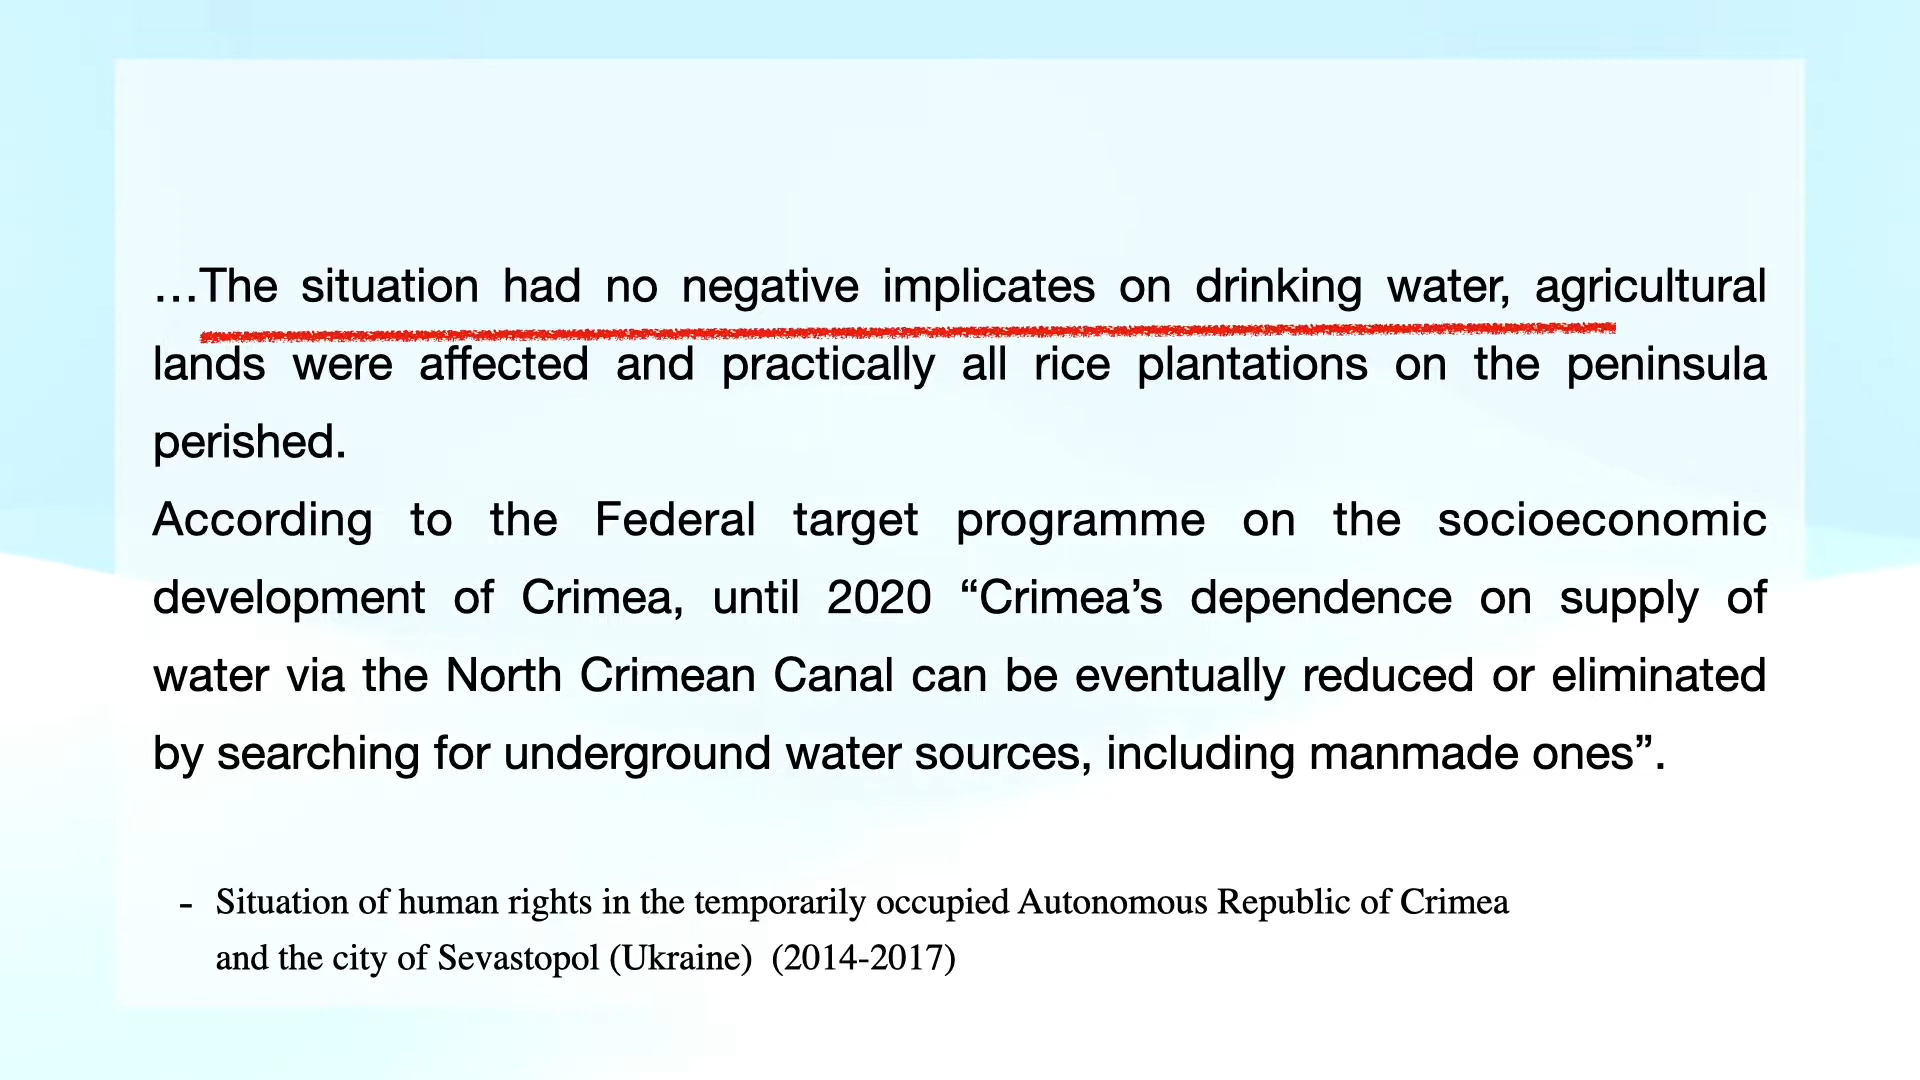 …The situation had no negative implicates on drinking water, agricultural
lands were affected and practically all rice plantations on the peninsula
perished.
According to the Federal target programme on the socioeconomic
development of Crimea, until 2020 “Crimea’s dependence on supply of
water via the North Crimean Canal can be eventually reduced or eliminated
by searching for underground water sources, including manmade ones”.
- Situation of human rights in the temporarily occupied Autonomous Republic of Crimea
and the city of Sevastopol (Ukraine) (2014-2017)